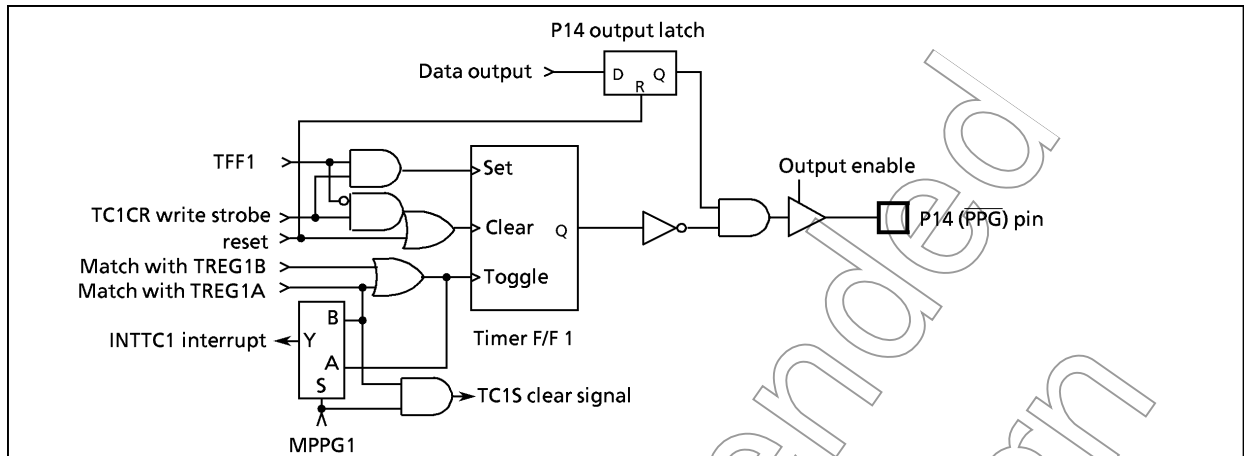 P14 output latch
Data output
D Q
R
TFF1
Set
Output enable
TC1CR write strobe
reset
Clear Q
P14 (PPG) pin
Match with TREG1B
Match with TREG1A
Toggle
B
INTTC1 interrupt
Y
A
S
Timer F/F 1
TC1S clear signal
MPPG1